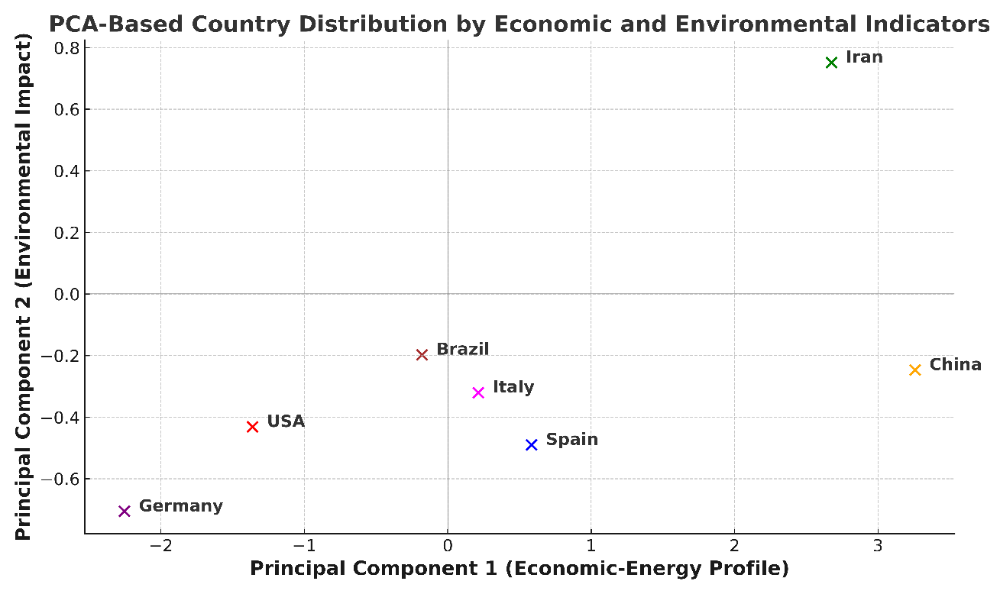 PCA-Based Country Distribution by Economic and Environmental Indicators
Principal Component 2 (Environmental Impact)
0.8
0.6
0.4
0.2
0.0
−0.2
−0.4
−0.6
Iran
Brazil
China
Italy
USA
Spain
Germany
−2
−1
0
1
2
3
Principal Component 1 (Economic-Energy Profile)